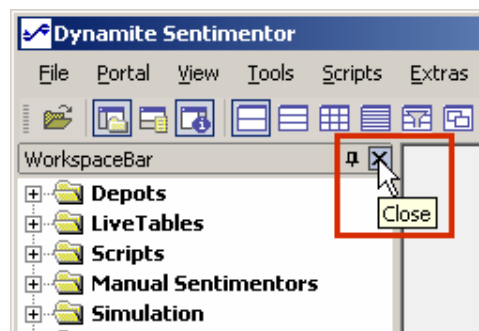 Dynamite Sentimentor
File Portal View Tools Scripts Extras
WorkspaceBar
Close
Depots
LiveTables
Scripts
Manual Sentimentors
Simulation